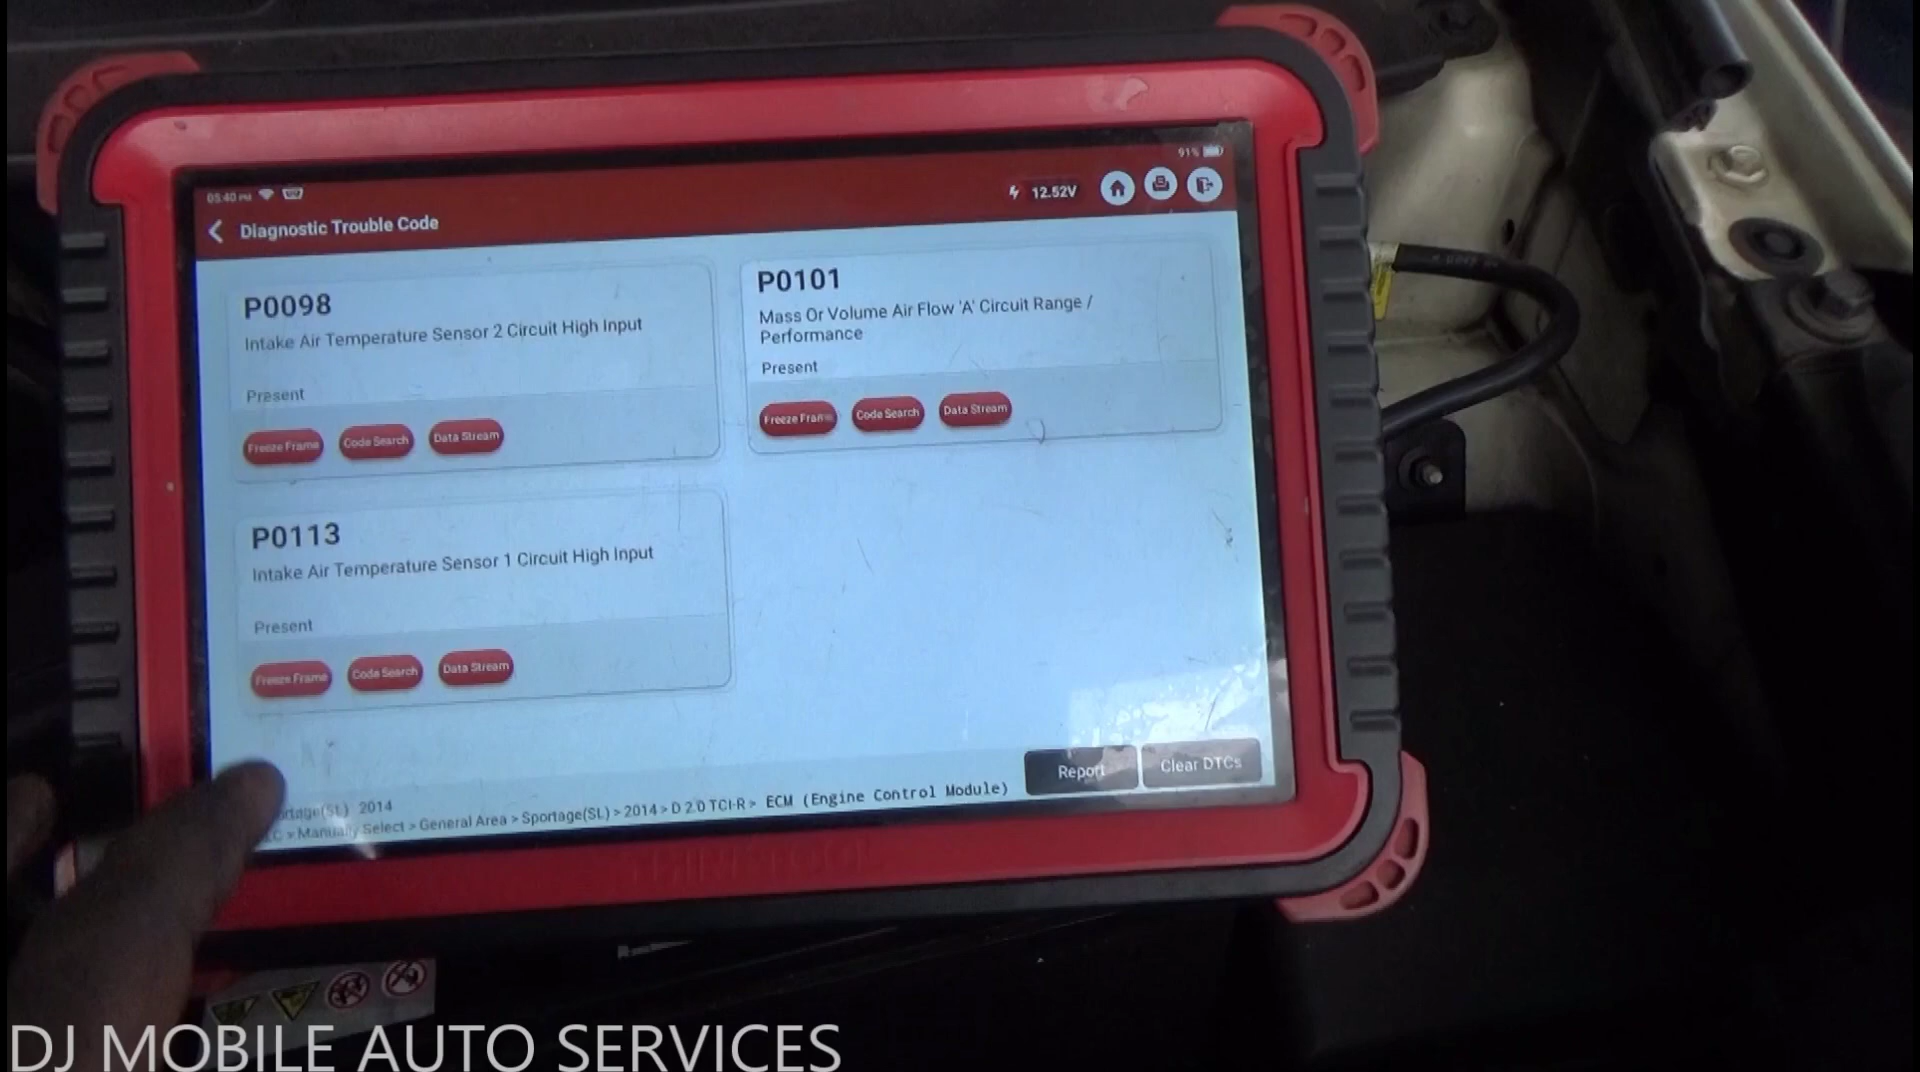 05:40 PM
91%
12.52V
Diagnostic Trouble Code
P0098
Intake Air Temperature Sensor 2 Circuit High Input
Present
Freeze Frame Code Search Data Stream
P0101
Mass Or Volume Air Flow 'A' Circuit Range /
Performance
Present
Freeze Frame Code Search Data Stream
P0113
Intake Air Temperature Sensor 1 Circuit High Input
Present
Freeze Frame Code Search Data Stream
Report Clear DTCs
2014
Manually Select > General Area > Sportage(SL) > 2014 > D 2.0 TCI-R > ECM (Engine Control Module)
DJ MOBILE AUTO SERVICES